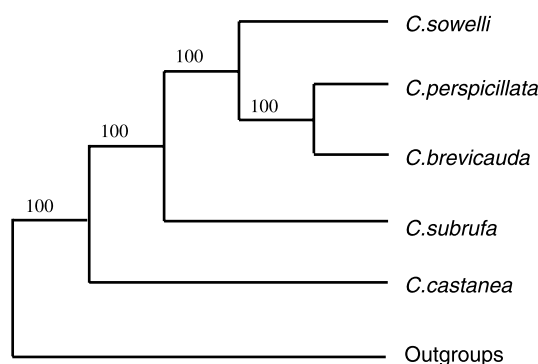 C.sowelli
100
C.perspicillata
100
100
C.brevicauda
100
C.subrufa
C.castanea
Outgroups